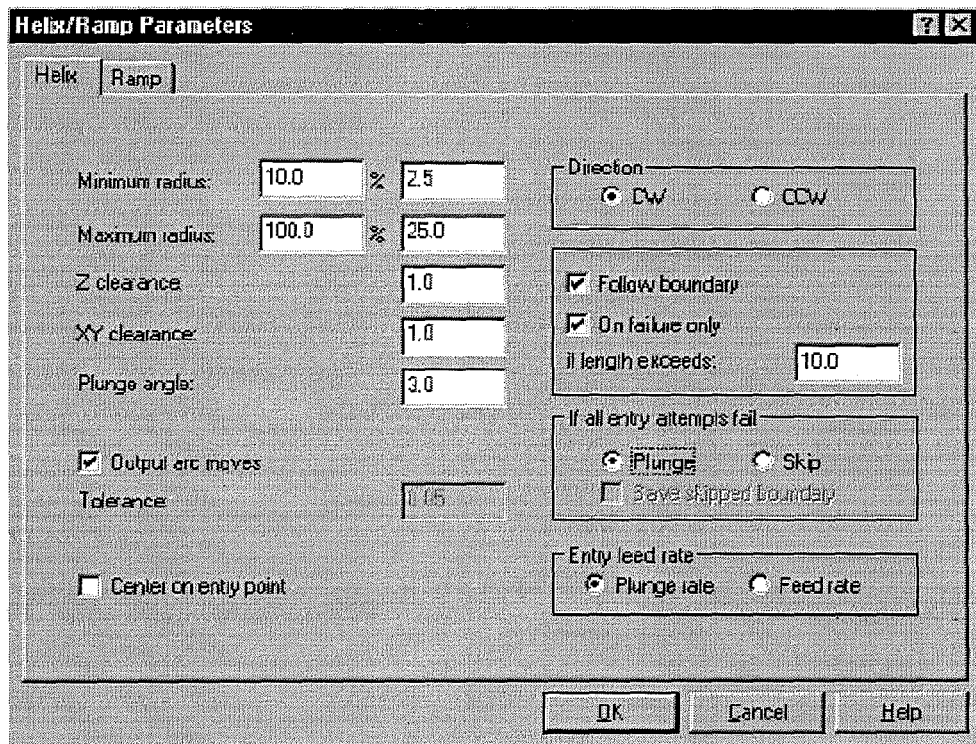 Helix/Ramp Parameters
Helix Ramp
Minimum radius: 10.0 % 2.5
Maximum radius: 100.0 % 25.0
Z clearance: 1.0
XY clearance: 1.0
Plunge angle: 3.0
Output arc moves
Tolerance: 0.05
Center on entry point
Direction
CW CCW
Follow boundary
On failure only
if length exceeds: 10.0
If all entry attempts fail
Plunge Skip
Save skipped boundary
Entry feed rate
Plunge rate Feed rate
OK Cancel Help